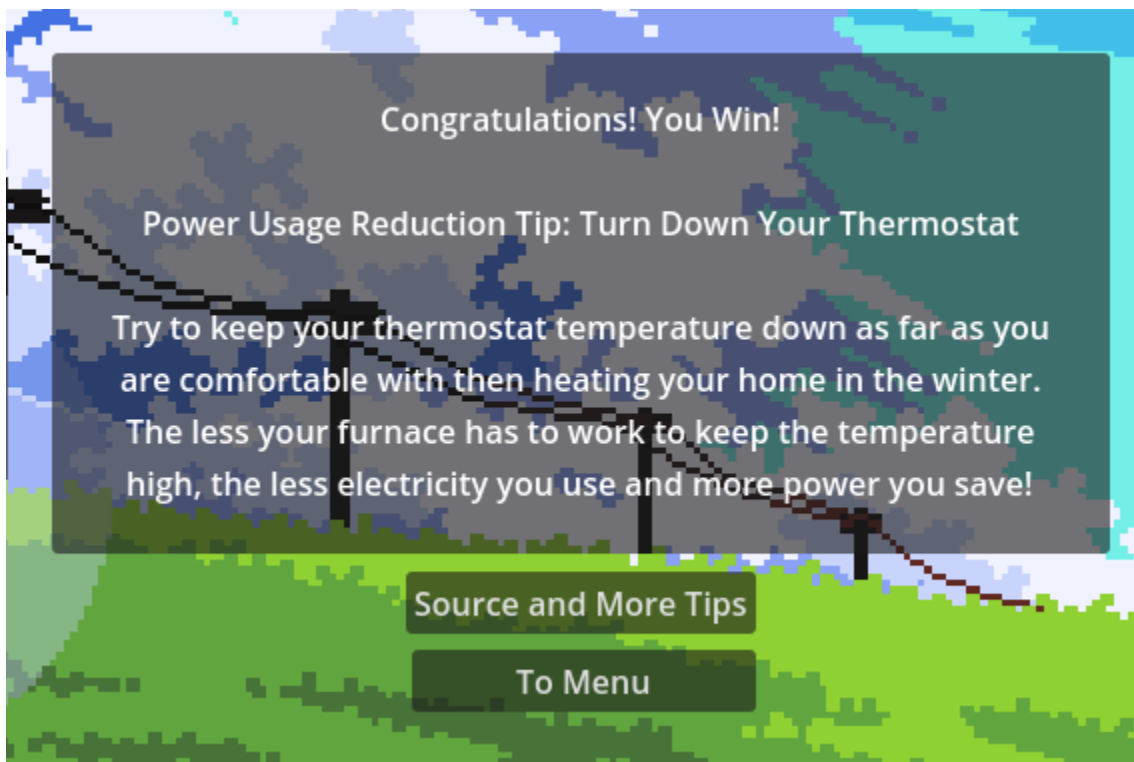 Congratulations! You Win!
Power Usage Reduction Tip: Turn Down Your Thermostat
Try to keep your thermostat temperature down as far as you
are comfortable with then heating your home in the winter.
The less your furnace has to work to keep the temperature
high, the less electricity you use and more power you save!
Source and More Tips
To Menu